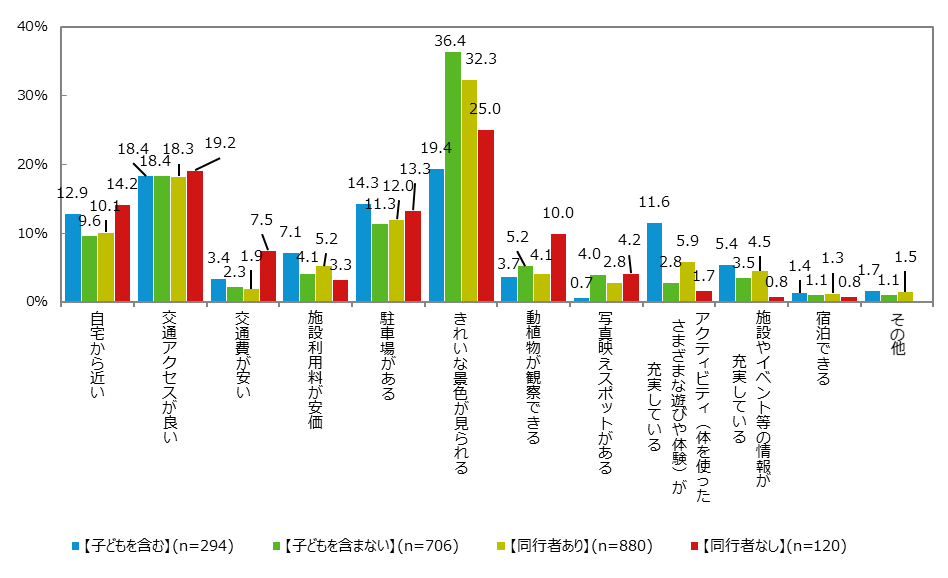 40%
30%
20%
10%
0%
12.9
9.6
10.1
14.2
18.4
18.4
18.3
19.2
3.4
2.3
1.9
7.5
7.1
4.1
5.2
3.3
14.3
11.3
12.0
13.3
19.4
36.4
32.3
25.0
3.7
5.2
4.1
10.0
0.7
4.0
2.8
4.2
11.6
2.8
5.9
1.7
5.4
3.5
4.5
0.8
1.4
1.1
1.3
0.8
1.7
1.1
1.5
自宅から近い
交通アクセスが良い
交通費が安い
施設利用料が安価
駐車場がある
きれいな景色が見られる
動植物が観察できる
写真映えスポットがある
アクティビティ（体を使った
さまざまな遊びや体験）が
充実している
施設やイベント等の情報が
充実している
宿泊できる
その他
【子どもを含む】(n=294)
【子どもを含まない】(n=706)
【同行者あり】(n=880)
【同行者なし】(n=120)